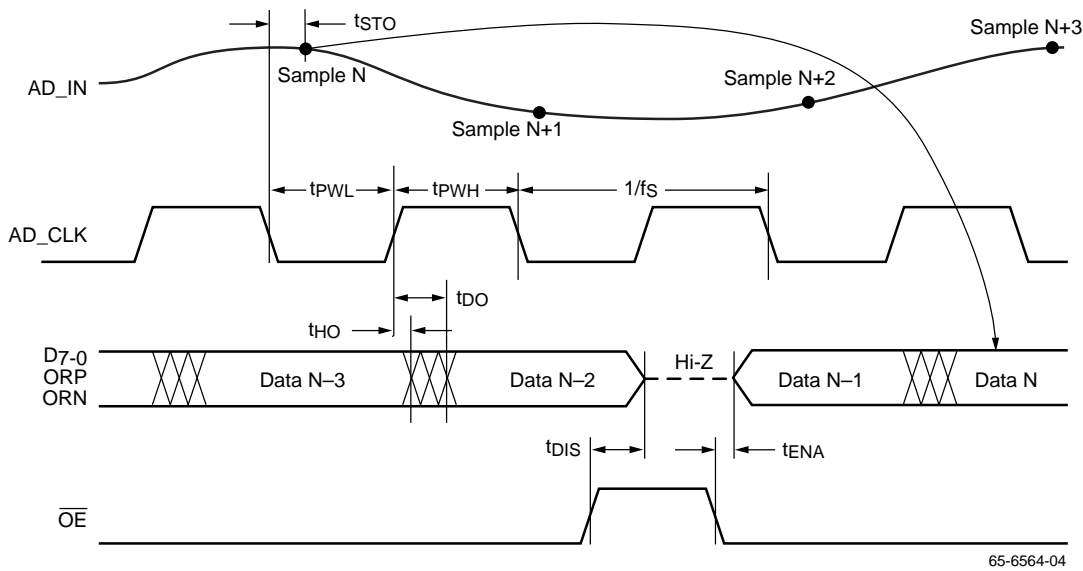 tSTO
Sample N+3
Sample N
AD_IN
Sample N+2
Sample N+1
tPWL
tPWH
1/fS
AD_CLK
tDO
tHO
D7-0
ORP
ORN
Data N–3
Data N–2
Hi-Z
Data N–1
Data N
tDIS
tENA
OE
65-6564-04